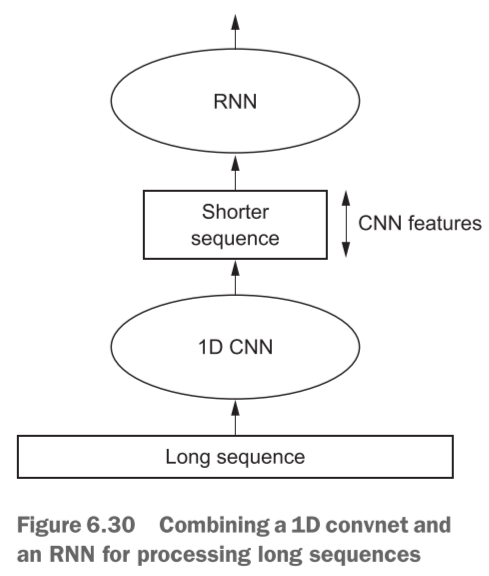 RNN
Shorter
sequence
CNN features
1D CNN
Long sequence
Figure 6.30 Combining a 1D convnet and
an RNN for processing long sequences